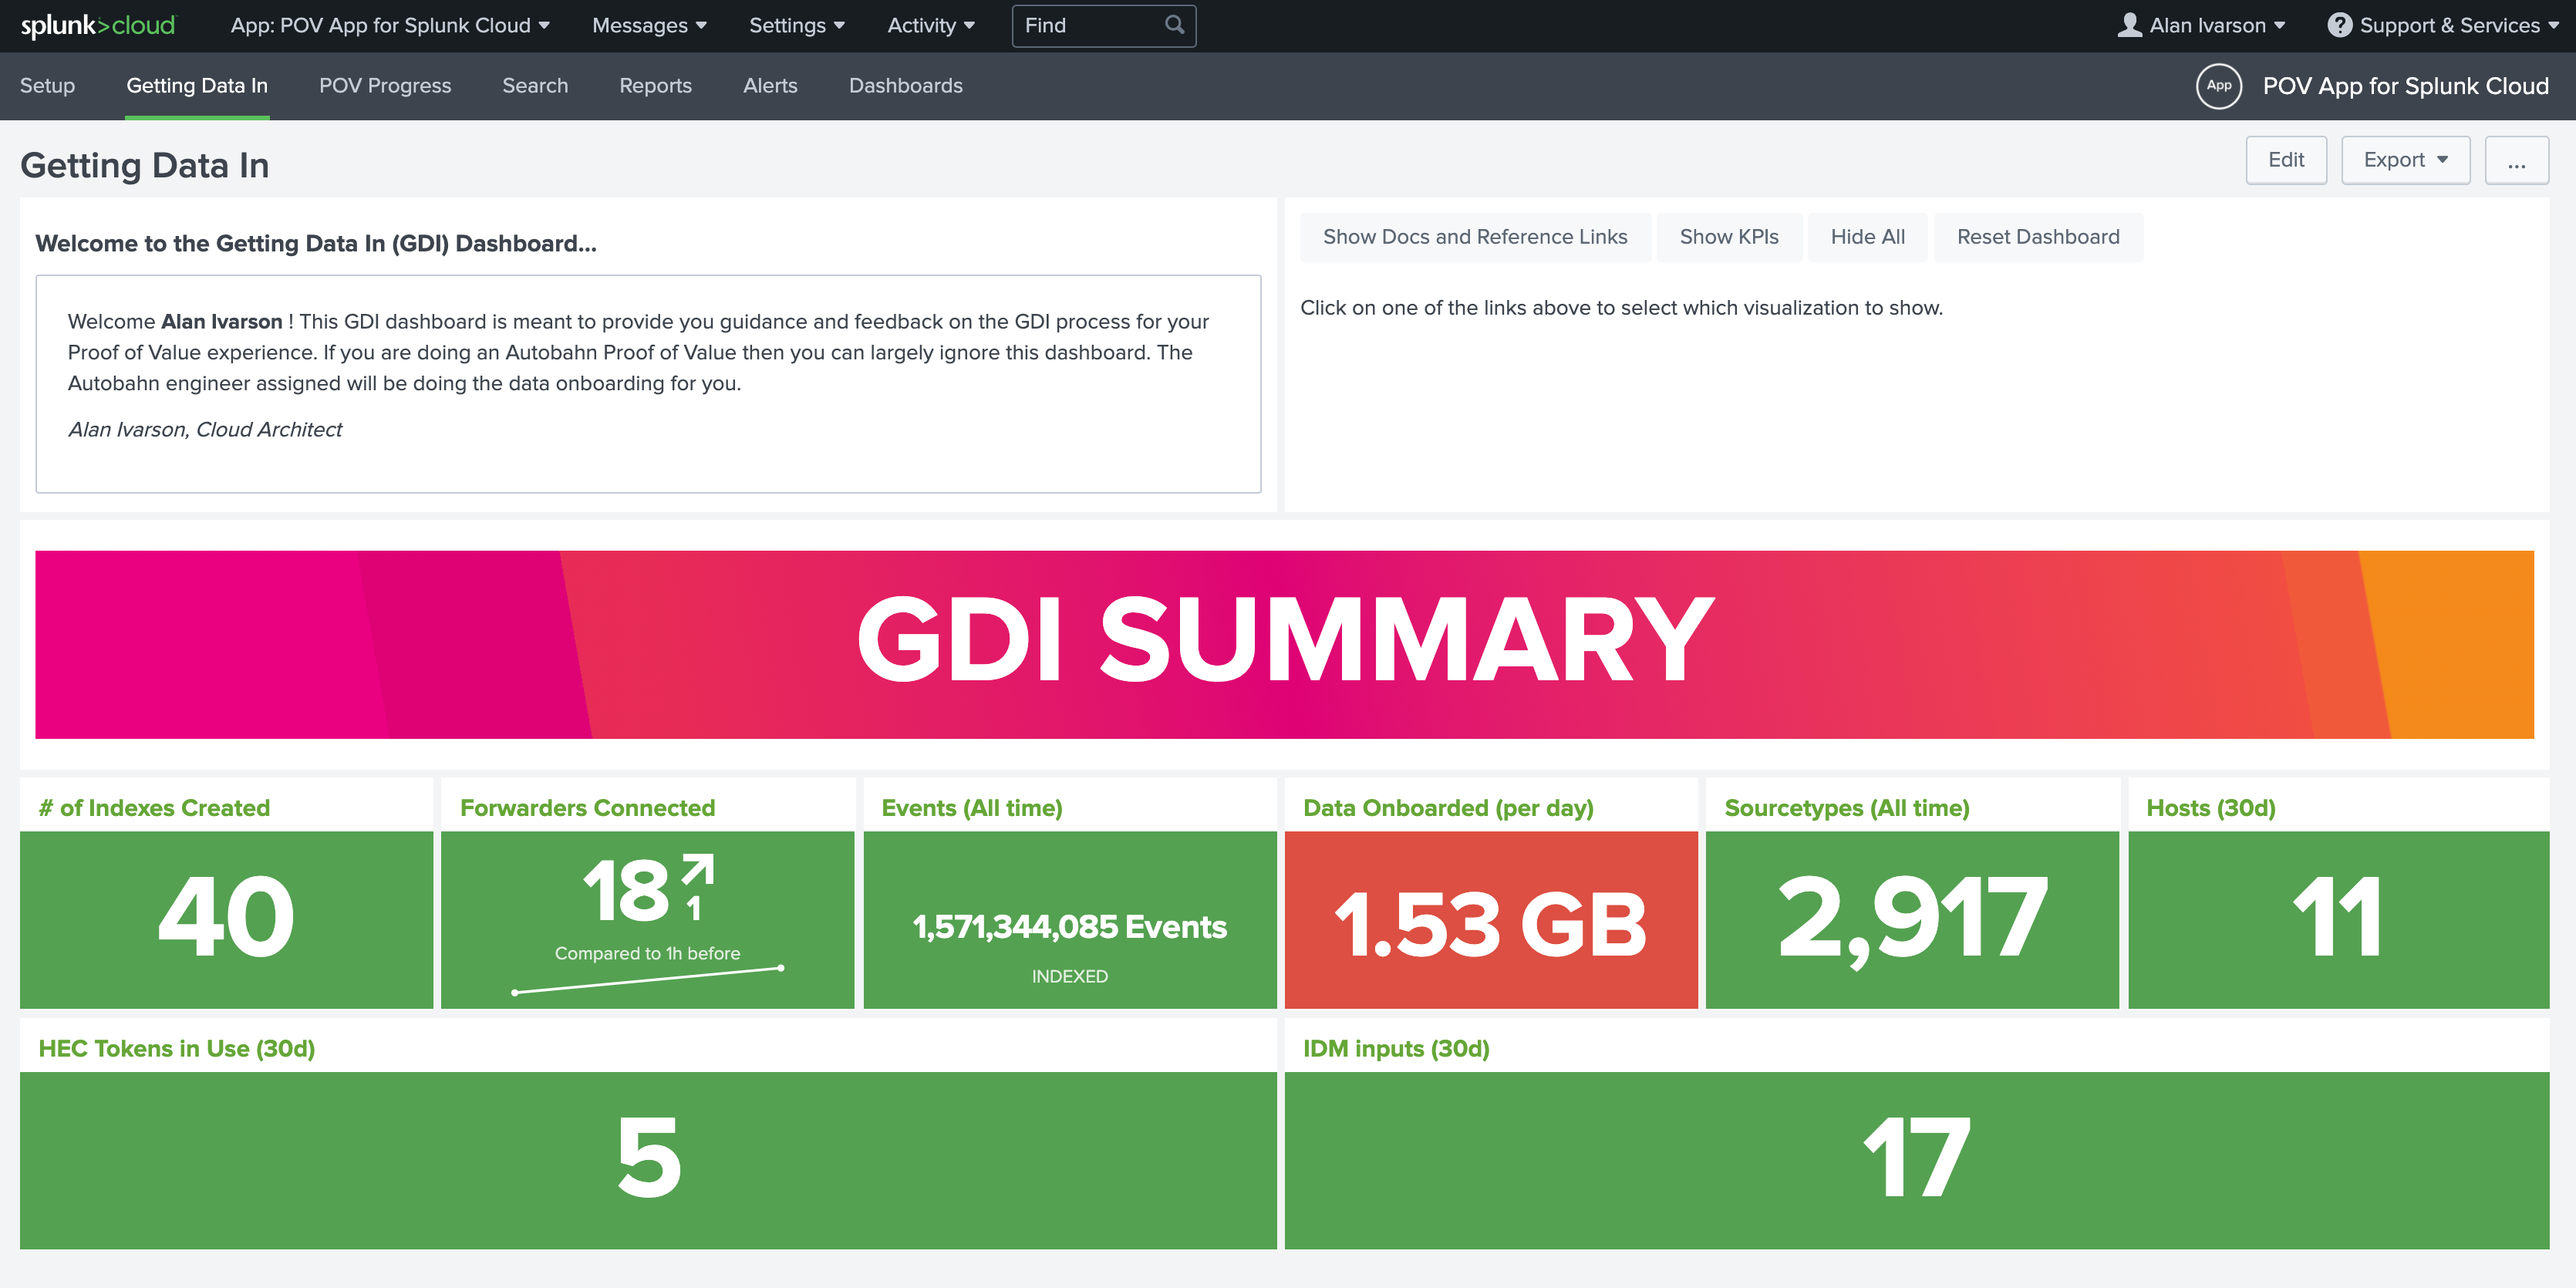 splunk>cloud App: POV App for Splunk Cloud Messages Settings Activity Find Alan Ivarson ? Support & Services
Setup Getting Data In POV Progress Search Reports Alerts Dashboards App POV App for Splunk Cloud
Getting Data In
Edit Export ...
Welcome to the Getting Data In (GDI) Dashboard...
Welcome Alan Ivarson ! This GDI dashboard is meant to provide you guidance and feedback on the GDI process for your
Proof of Value experience. If you are doing an Autobahn Proof of Value then you can largely ignore this dashboard. The
Autobahn engineer assigned will be doing the data onboarding for you.
Alan Ivarson, Cloud Architect
Show Docs and Reference Links Show KPIs Hide All Reset Dashboard
Click on one of the links above to select which visualization to show.
GDI SUMMARY
# of Indexes Created
40
Forwarders Connected
18 1
Compared to 1h before
Events (All time)
1,571,344,085 Events
INDEXED
Data Onboarded (per day)
1.53 GB
Sourcetypes (All time)
2,917
Hosts (30d)
11
HEC Tokens in Use (30d)
5
IDM inputs (30d)
17